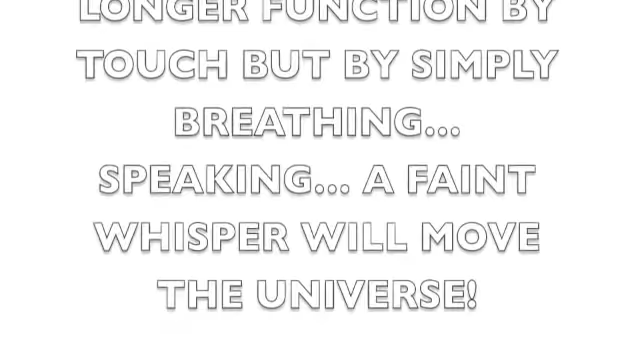 LONGER FUNCTION BY
TOUCH BUT BY SIMPLY
BREATHING...
SPEAKING... A FAINT
WHISPER WILL MOVE
THE UNIVERSE!